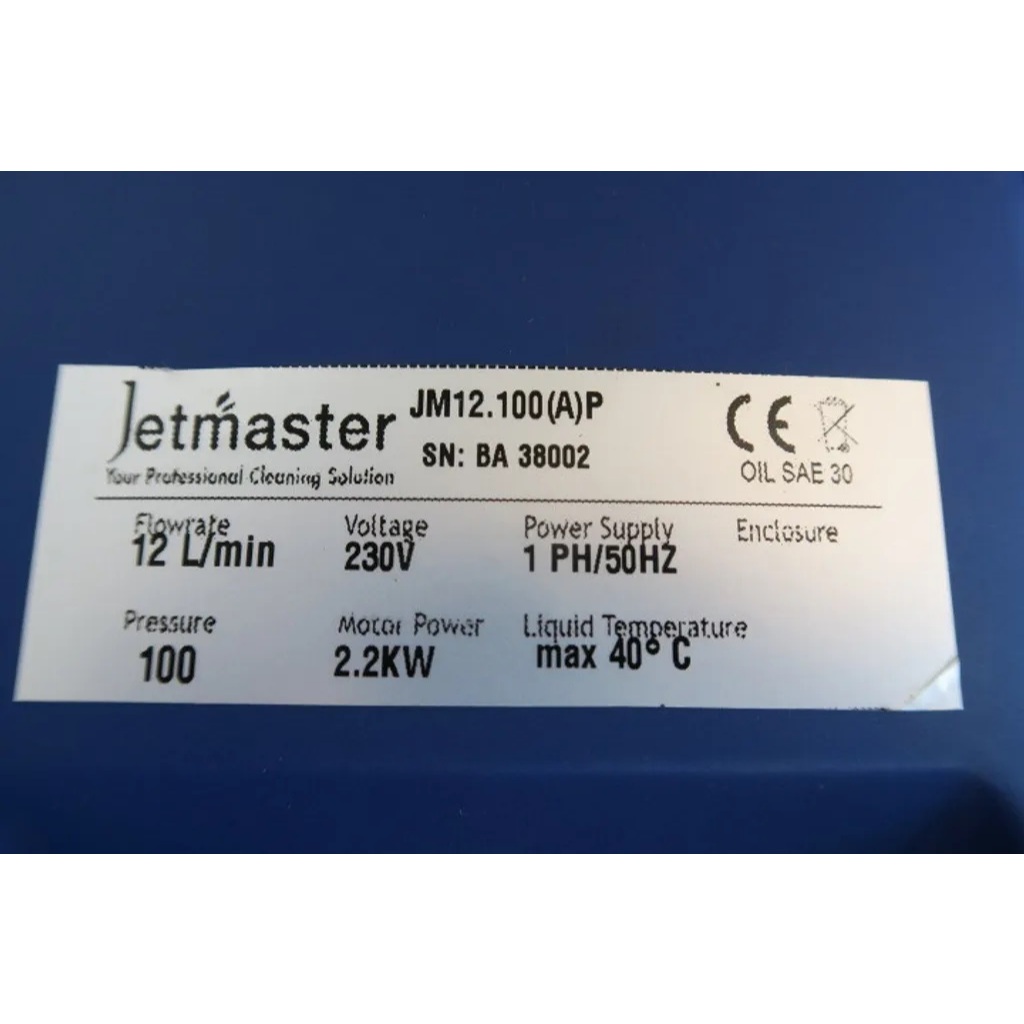 Jetmaster JM12.100(A)P CE
Your Professional Cleaning Solution SN: BA 38002 OIL SAE 30
Flowrate Voltage Power Supply Enclosure
12 L/min 230V 1 PH/50HZ
Pressure Motor Power Liquid Temperature
100 2.2KW max 40° C